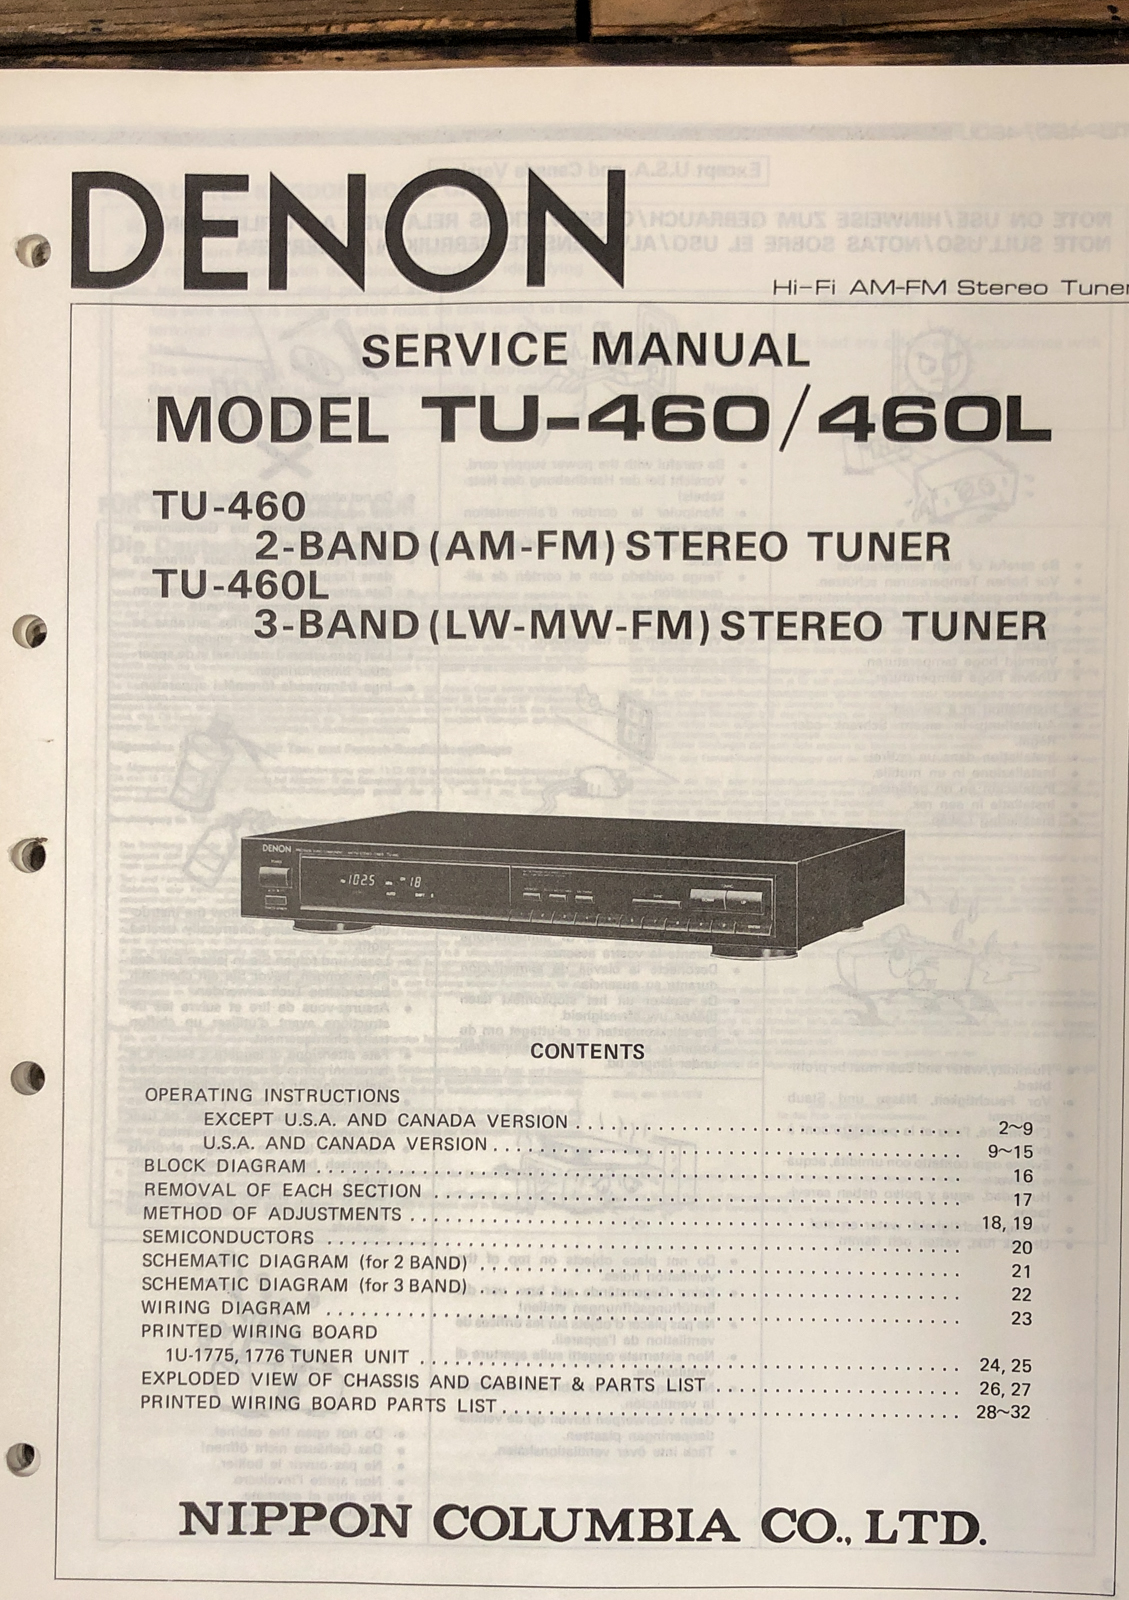 DENON
Hi-Fi AM-FM Stereo Tuner
SERVICE MANUAL
MODEL TU-460/460L
TU-460
2-BAND (AM-FM) STEREO TUNER
TU-460L
3-BAND (LW-MW-FM) STEREO TUNER
DENON
102.5 18
CONTENTS
OPERATING INSTRUCTIONS
EXCEPT U.S.A. AND CANADA VERSION . . . . . . . . . . 2~9
U.S.A. AND CANADA VERSION . . . . . . . . . . 9~15
BLOCK DIAGRAM . . . . . . . . . . 16
REMOVAL OF EACH SECTION . . . . . . . . . . 17
METHOD OF ADJUSTMENTS . . . . . . . . . . 18, 19
SEMICONDUCTORS . . . . . . . . . . 20
SCHEMATIC DIAGRAM (for 2 BAND) . . . . . . . . . . 21
SCHEMATIC DIAGRAM (for 3 BAND) . . . . . . . . . . 22
WIRING DIAGRAM . . . . . . . . . . 23
PRINTED WIRING BOARD
1U-1775, 1776 TUNER UNIT . . . . . . . . . . 24, 25
EXPLODED VIEW OF CHASSIS AND CABINET & PARTS LIST . . . . . . . . . . 26, 27
PRINTED WIRING BOARD PARTS LIST . . . . . . . . . . 28~32
NIPPON COLUMBIA CO., LTD.